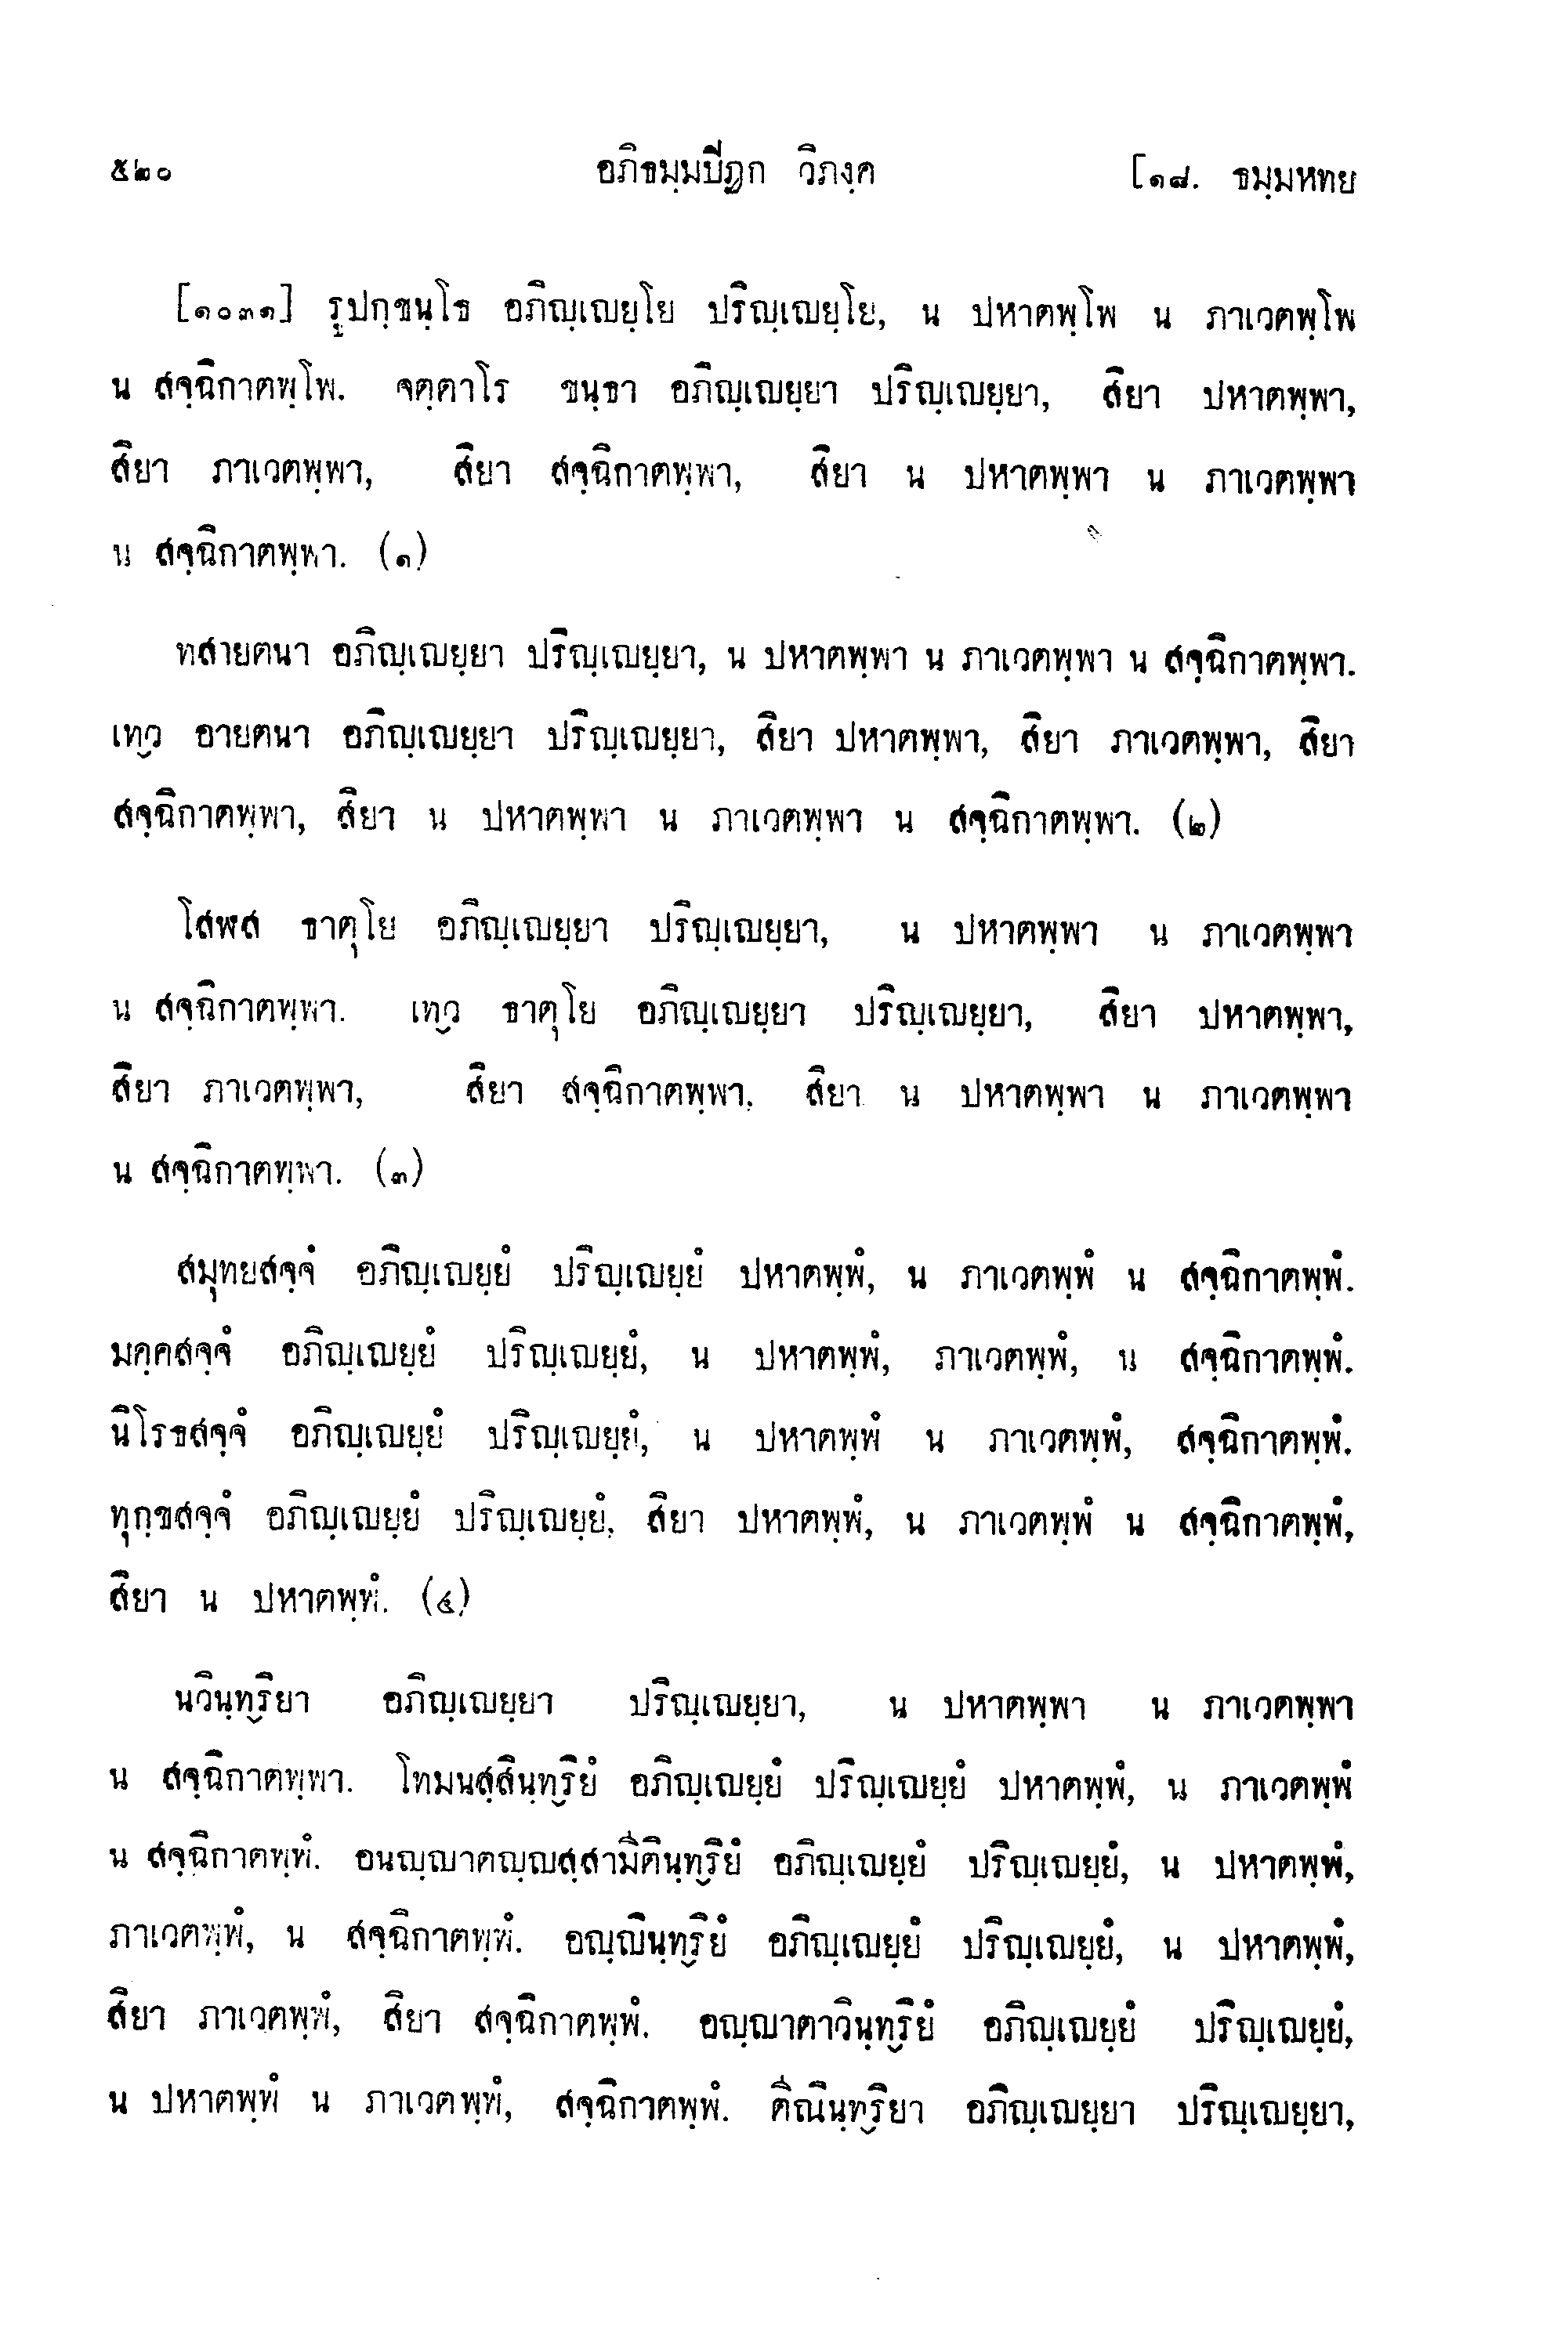 ๕๒๐ อภิธมฺมปิฏก วิภงฺค [๑๘. ธมฺมหทย
[๑๐๓๑] รูปกฺขนฺโธ อภิญฺเญยฺโย ปริญฺเญยฺโย, น ปหาตพฺโพ น ภาเวตพฺโพ
น สจฺฉิกาตพฺโพ. จตฺตาโร ขนฺธา อภิญฺเญยฺยา ปริญฺเญยฺยา, สิยา ปหาตพฺพา,
สิยา ภาเวตพฺพา, สิยา สจฺฉิกาตพฺพา, สิยา น ปหาตพฺพา น ภาเวตพฺพา
น สจฺฉิกาตพฺพา. (๑)
ทสายตนา อภิญฺเญยฺยา ปริญฺเญยฺยา, น ปหาตพฺพา น ภาเวตพฺพา น สจฺฉิกาตพฺพา.
เทฺว อายตนา อภิญฺเญยฺยา ปริญฺเญยฺยา, สิยา ปหาตพฺพา, สิยา ภาเวตพฺพา, สิยา
สจฺฉิกาตพฺพา, สิยา น ปหาตพฺพา น ภาเวตพฺพา น สจฺฉิกาตพฺพา. (๒)
โสฬส ธาตุโย อภิญฺเญยฺยา ปริญฺเญยฺยา, น ปหาตพฺพา น ภาเวตพฺพา
น สจฺฉิกาตพฺพา. เทฺว ธาตุโย อภิญฺเญยฺยา ปริญฺเญยฺยา, สิยา ปหาตพฺพา,
สิยา ภาเวตพฺพา, สิยา สจฺฉิกาตพฺพา, สิยา น ปหาตพฺพา น ภาเวตพฺพา
น สจฺฉิกาตพฺพา. (๓)
สมุทยสจฺจํ อภิญฺเญยฺยํ ปริญฺเญยฺยํ ปหาตพฺพํ, น ภาเวตพฺพํ น สจฺฉิกาตพฺพํ.
มคฺคสจฺจํ อภิญฺเญยฺยํ ปริญฺเญยฺยํ, น ปหาตพฺพํ, ภาเวตพฺพํ, น สจฺฉิกาตพฺพํ.
นิโรธสจฺจํ อภิญฺเญยฺยํ ปริญฺเญยฺยํ, น ปหาตพฺพํ น ภาเวตพฺพํ, สจฺฉิกาตพฺพํ.
ทุกฺขสจฺจํ อภิญฺเญยฺยํ ปริญฺเญยฺยํ, สิยา ปหาตพฺพํ, น ภาเวตพฺพํ น สจฺฉิกาตพฺพํ,
สิยา น ปหาตพฺพํ. (๔)
นวินฺทฺริยา อภิญฺเญยฺยา ปริญฺเญยฺยา, น ปหาตพฺพา น ภาเวตพฺพา
น สจฺฉิกาตพฺพา. โทมนสฺสินฺทฺริยํ อภิญฺเญยฺยํ ปริญฺเญยฺยํ ปหาตพฺพํ, น ภาเวตพฺพํ
น สจฺฉิกาตพฺพํ. อนญฺญาตญฺญสฺสามีตินฺทฺริยํ อภิญฺเญยฺยํ ปริญฺเญยฺยํ, น ปหาตพฺพํ,
ภาเวตพฺพํ, น สจฺฉิกาตพฺพํ. อญฺญินฺทฺริยํ อภิญฺเญยฺยํ ปริญฺเญยฺยํ, น ปหาตพฺพํ,
สิยา ภาเวตพฺพํ, สิยา สจฺฉิกาตพฺพํ. อญฺญาตาวินฺทฺริยํ อภิญฺเญยฺยํ ปริญฺเญยฺยํ,
น ปหาตพฺพํ น ภาเวตพฺพํ, สจฺฉิกาตพฺพํ. ตีณินฺทฺริยา อภิญฺเญยฺยา ปริญฺเญยฺยา,